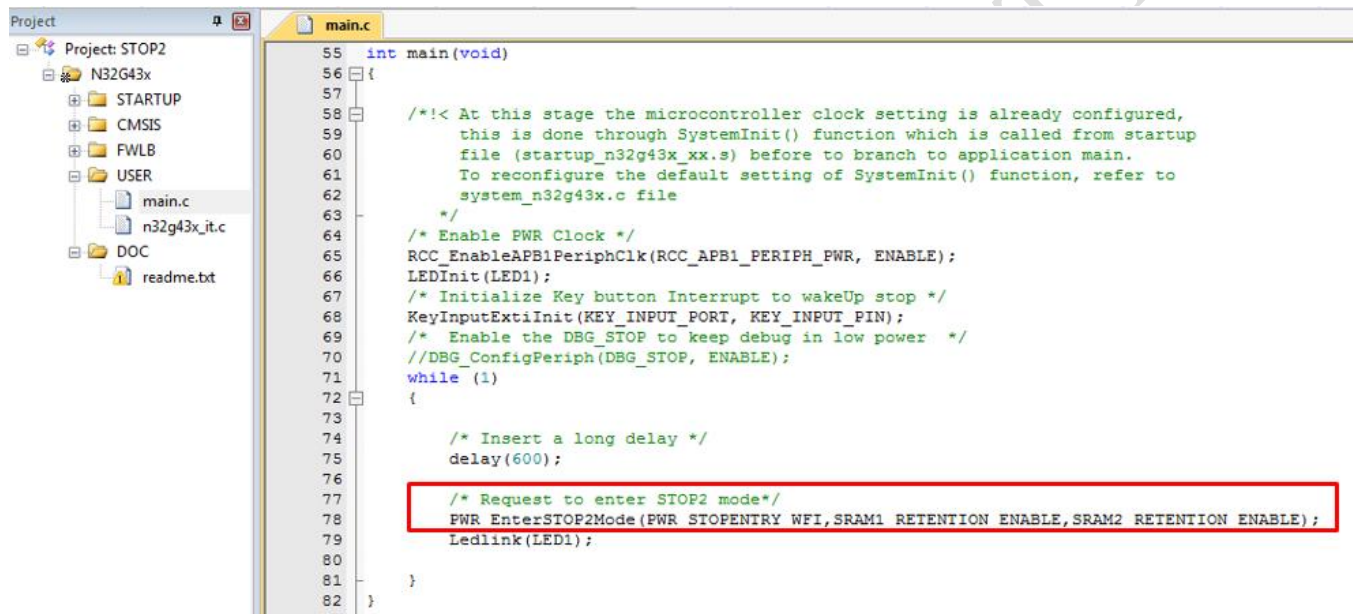 Project
Project: STOP2
N32G43x
STARTUP
CMSIS
FWLB
USER
main.c
n32g43x_it.c
DOC
readme.txt
main.c
55 int main(void)
56 {
57
58 /*!< At this stage the microcontroller clock setting is already configured,
59 this is done through SystemInit() function which is called from startup
60 file (startup_n32g43x_xx.s) before to branch to application main.
61 To reconfigure the default setting of SystemInit() function, refer to
62 system_n32g43x.c file
63 */
64 /* Enable PWR Clock */
65 RCC_EnableAPB1PeriphClk(RCC_APB1_PERIPH_PWR, ENABLE);
66 LEDInit(LED1);
67 /* Initialize Key button Interrupt to wakeUp stop */
68 KeyInputExtiInit(KEY_INPUT_PORT, KEY_INPUT_PIN);
69 /* Enable the DBG_STOP to keep debug in low power */
70 //DBG_ConfigPeriph(DBG_STOP, ENABLE);
71 while (1)
72 {
73
74 /* Insert a long delay */
75 delay(600);
76
77 /* Request to enter STOP2 mode*/
78 PWR_EnterSTOP2Mode(PWR_STOPENTRY_WFI,SRAM1_RETENTION_ENABLE,SRAM2_RETENTION_ENABLE);
79 Ledlink(LED1);
80
81 }
82 }